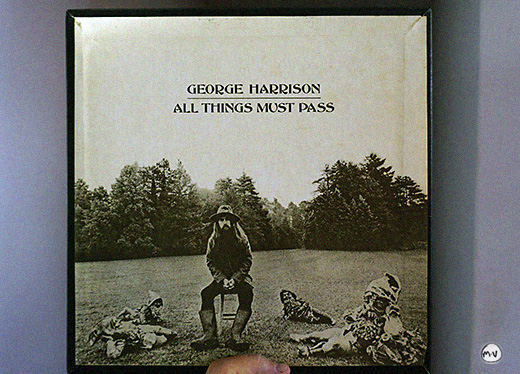 GEORGE HARRISON
ALL THINGS MUST PASS
M·V